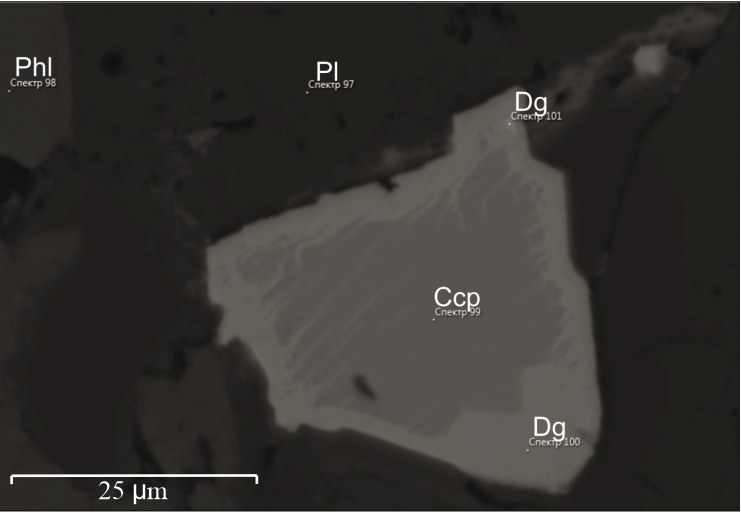 Phl
Спектр 98
Pl
Спектр 97
Dg
Спектр 101
Ccp
Спектр 99
Dg
Спектр 100
25 µm